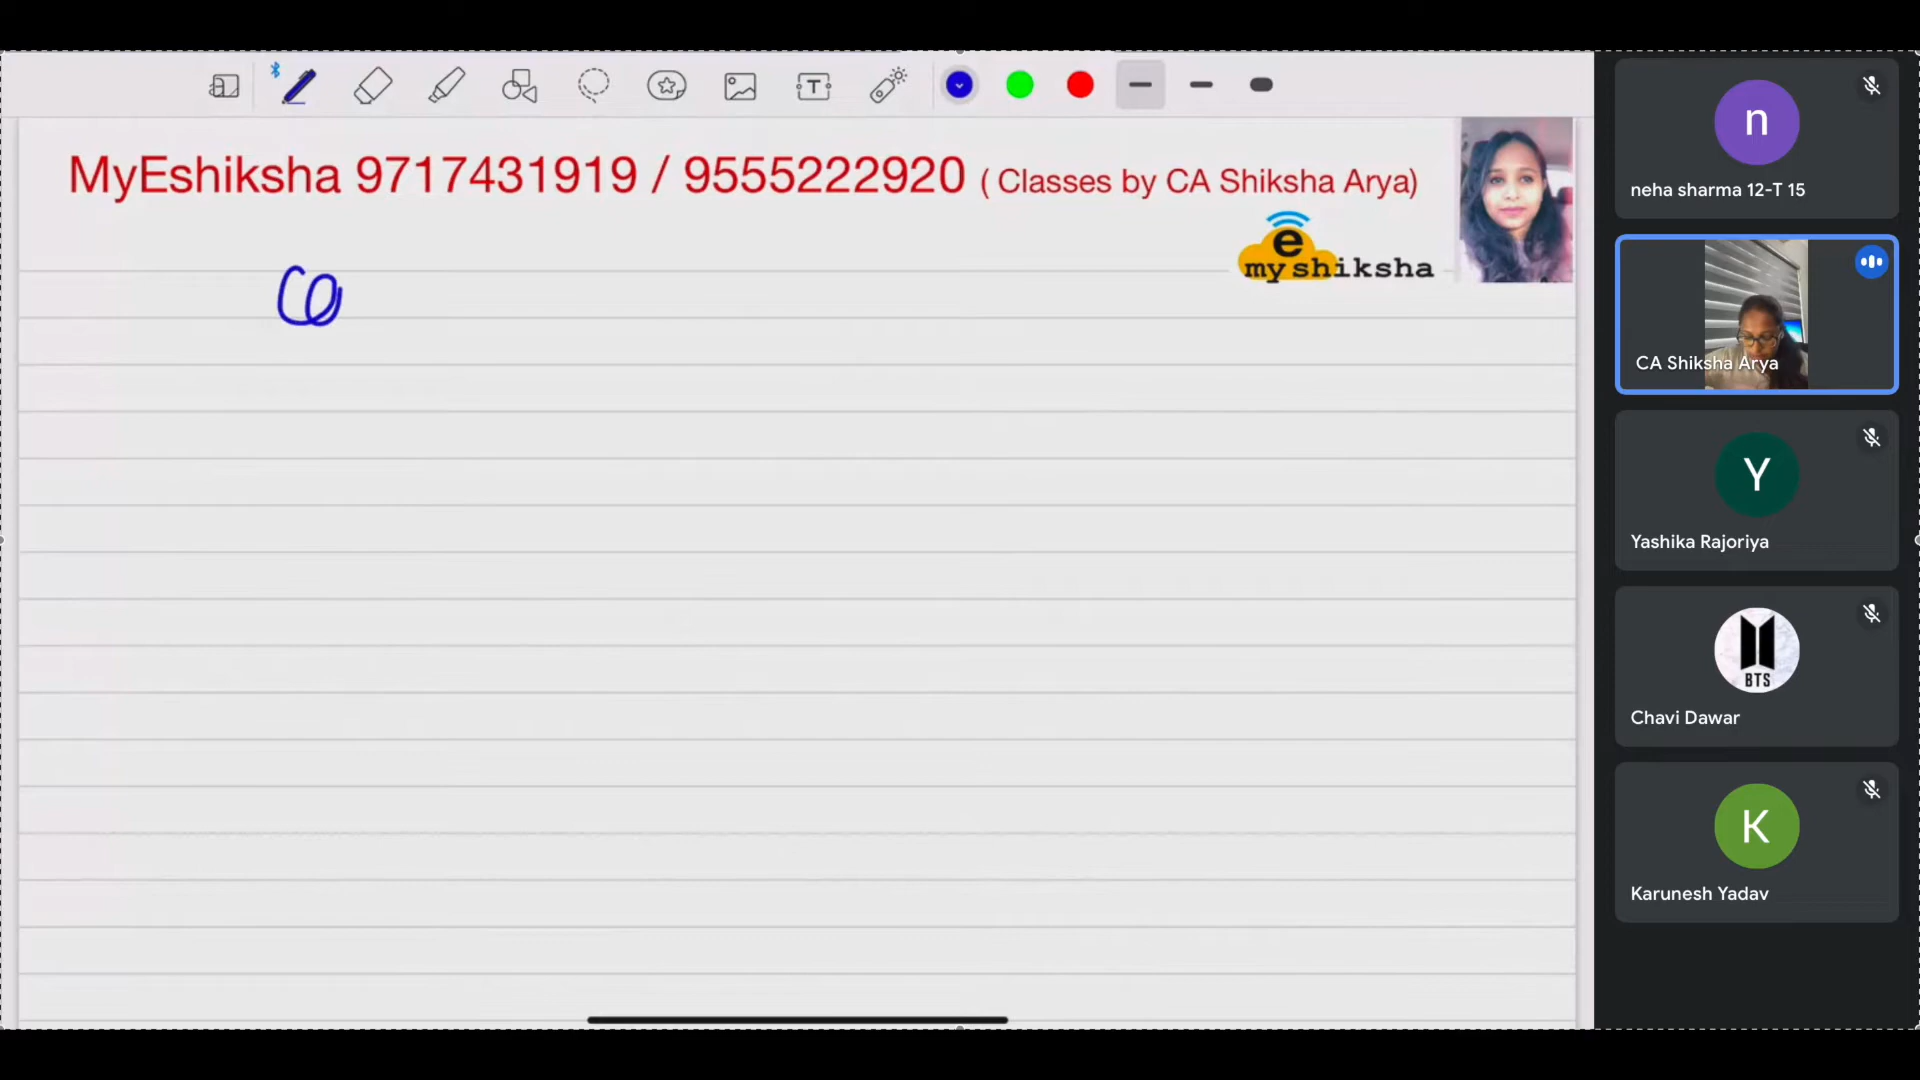 MyEshiksha 9717431919 / 9555222920 ( Classes by CA Shiksha Arya)
e
my shiksha
Co
n
neha sharma 12-T 15
CA Shiksha Arya
Y
Yashika Rajoriya
BTS
Chavi Dawar
K
Karunesh Yadav